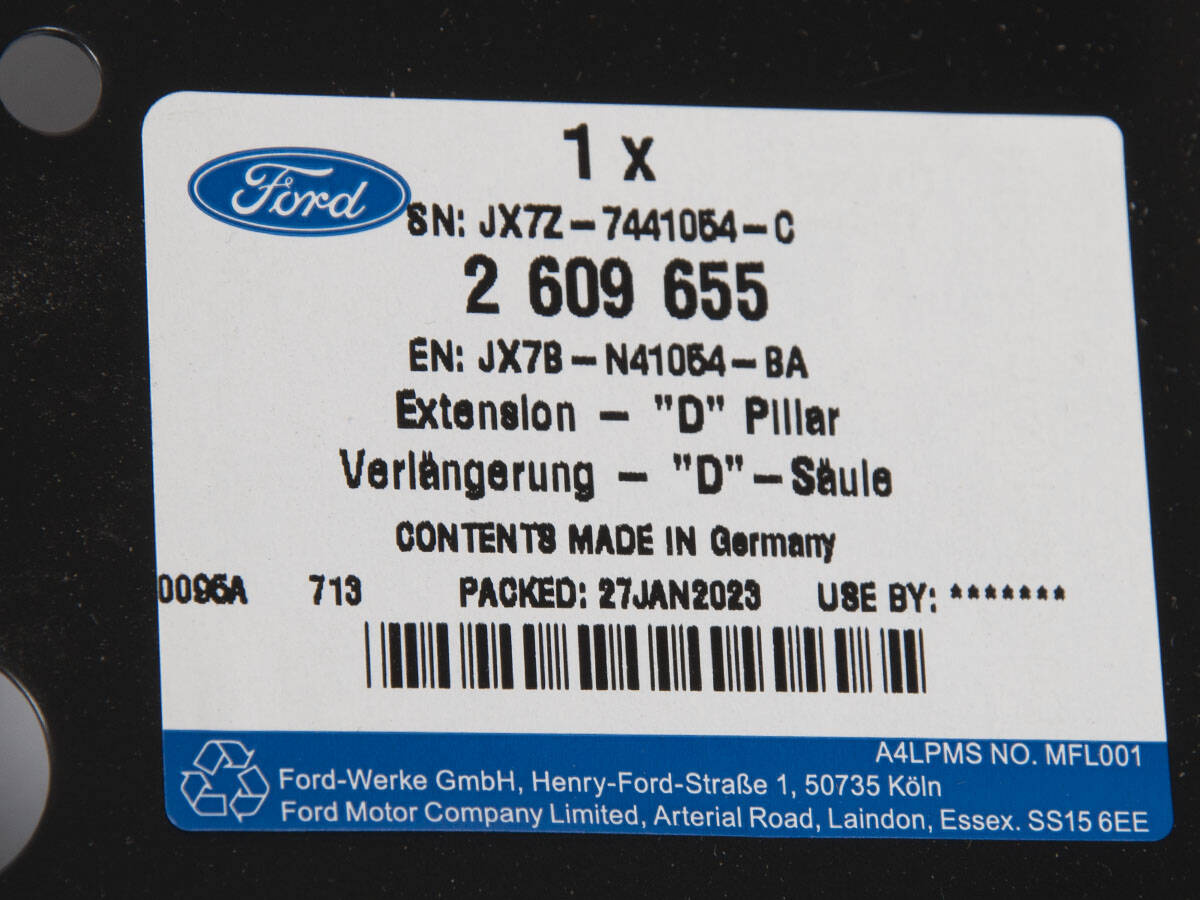 1 x
Ford
SN: JX7Z-7441054-C
2 609 655
EN: JX7B-N41054-BA
Extension - "D" Pillar
Verlängerung - "D"-Säule
CONTENTS MADE IN Germany
0095A 713 PACKED: 27JAN2023 USE BY: *******
A4LPMS NO. MFL001
Ford-Werke GmbH, Henry-Ford-Straße 1, 50735 Köln
Ford Motor Company Limited, Arterial Road, Laindon, Essex. SS15 6EE